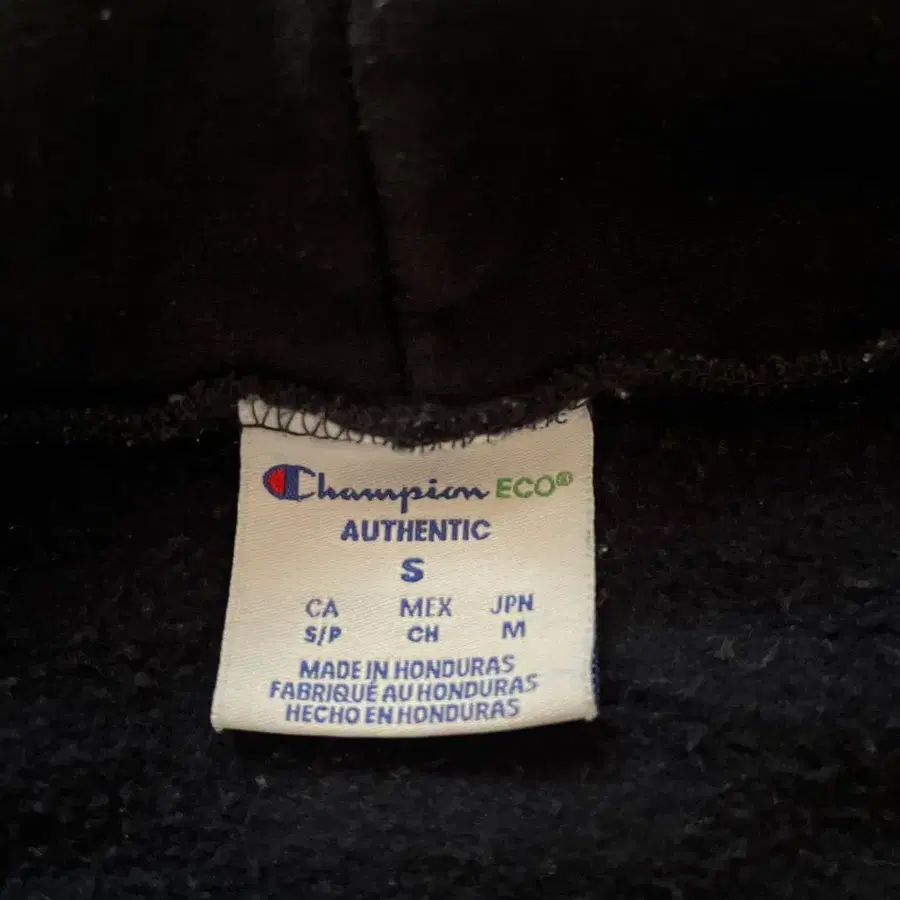 Champion ECO®
AUTHENTIC
S
CA MEX JPN
S/P CH M
MADE IN HONDURAS
FABRIQUÉ AU HONDURAS
HECHO EN HONDURAS